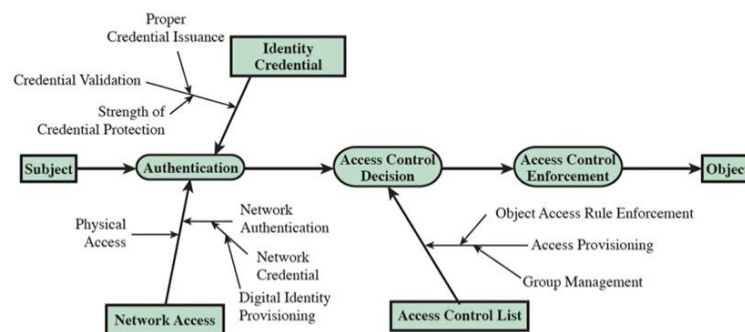 Proper
Credential Issuance
Identity
Credential
Credential Validation
Strength of
Credential Protection
Subject
Authentication
Access Control
Decision
Access Control
Enforcement
Object
Physical
Access
Network
Authentication
Network
Credential
Digital Identity
Provisioning
Object Access Rule Enforcement
Access Provisioning
Group Management
Network Access
Access Control List